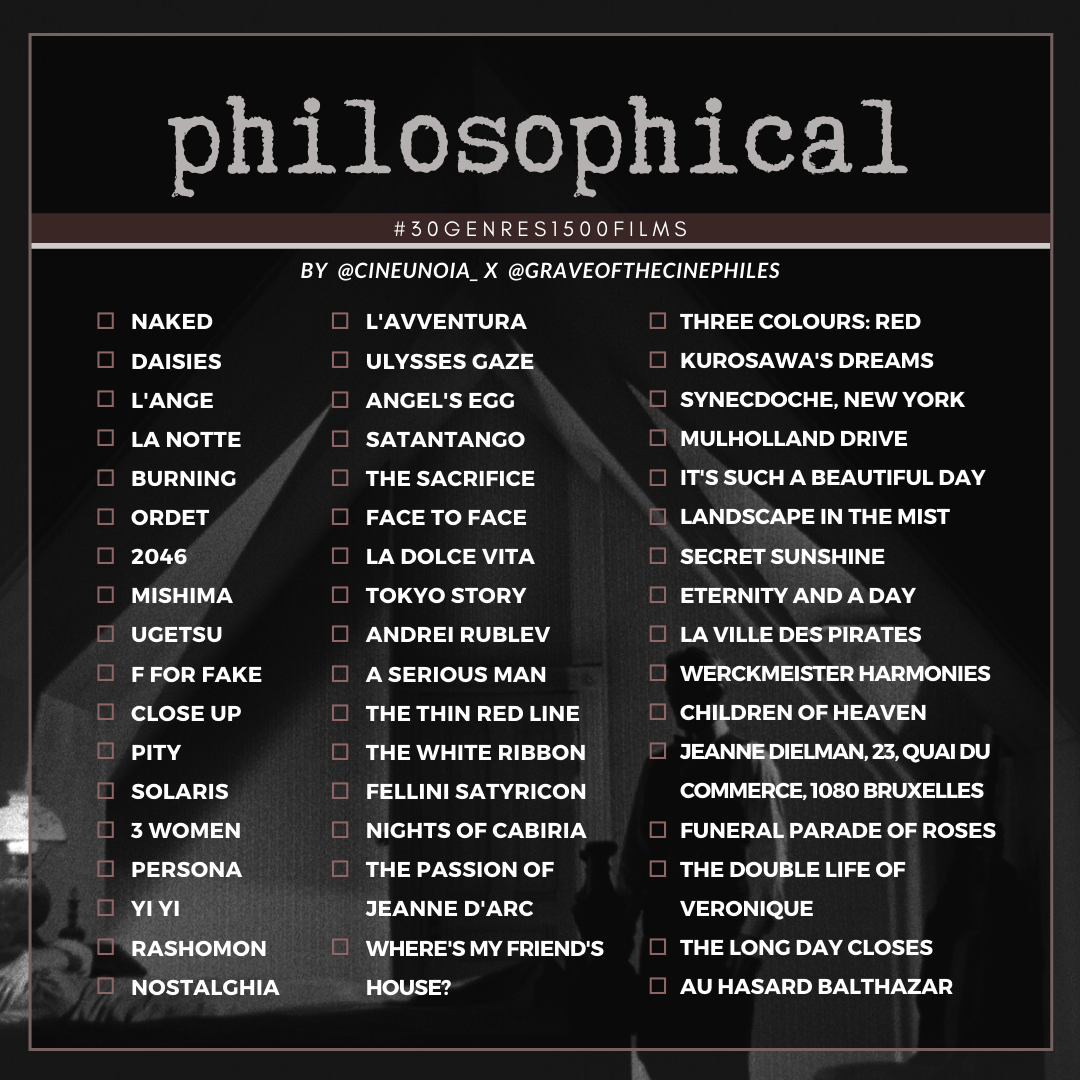 philosophical
#30GENRES1500FILMS
BY @CINEUNOIA_ X @GRAVEOFTHECINEPHILES
NAKED
DAISIES
L'ANGE
LA NOTTE
BURNING
ORDET
2046
MISHIMA
UGETSU
F FOR FAKE
CLOSE UP
PITY
SOLARIS
3 WOMEN
PERSONA
YI YI
RASHOMON
NOSTALGHIA
L'AVVENTURA
ULYSSES GAZE
ANGEL'S EGG
SATANTANGO
THE SACRIFICE
FACE TO FACE
LA DOLCE VITA
TOKYO STORY
ANDREI RUBLEV
A SERIOUS MAN
THE THIN RED LINE
THE WHITE RIBBON
FELLINI SATYRICON
NIGHTS OF CABIRIA
THE PASSION OF
JEANNE D'ARC
WHERE'S MY FRIEND'S
HOUSE?
THREE COLOURS: RED
KUROSAWA'S DREAMS
SYNECDOCHE, NEW YORK
MULHOLLAND DRIVE
IT'S SUCH A BEAUTIFUL DAY
LANDSCAPE IN THE MIST
SECRET SUNSHINE
ETERNITY AND A DAY
LA VILLE DES PIRATES
WERCKMEISTER HARMONIES
CHILDREN OF HEAVEN
JEANNE DIELMAN, 23, QUAI DU
COMMERCE, 1080 BRUXELLES
FUNERAL PARADE OF ROSES
THE DOUBLE LIFE OF
VERONIQUE
THE LONG DAY CLOSES
AU HASARD BALTHAZAR